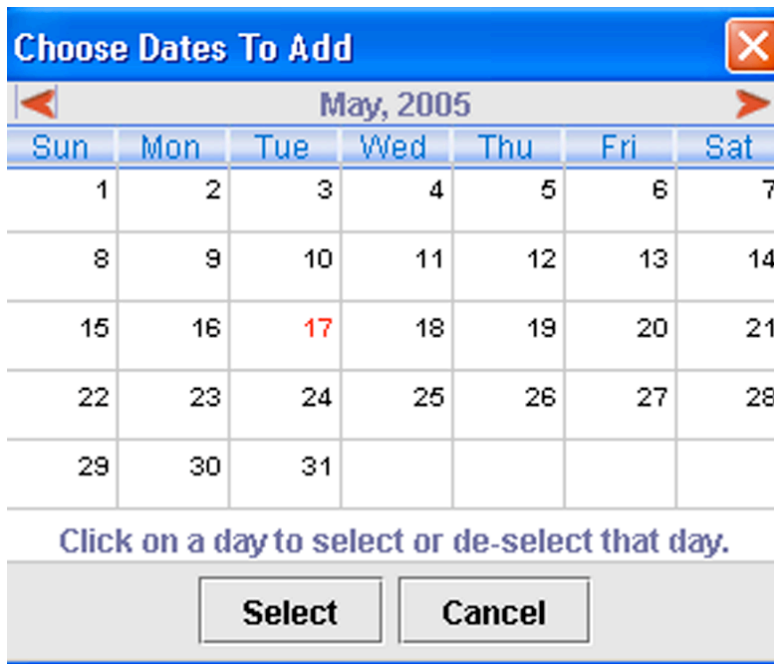 Choose Dates To Add
May, 2005
Sun Mon Tue Wed Thu Fri Sat
1 2 3 4 5 6 7
8 9 10 11 12 13 14
15 16 17 18 19 20 21
22 23 24 25 26 27 28
29 30 31
Click on a day to select or de-select that day.
Select Cancel